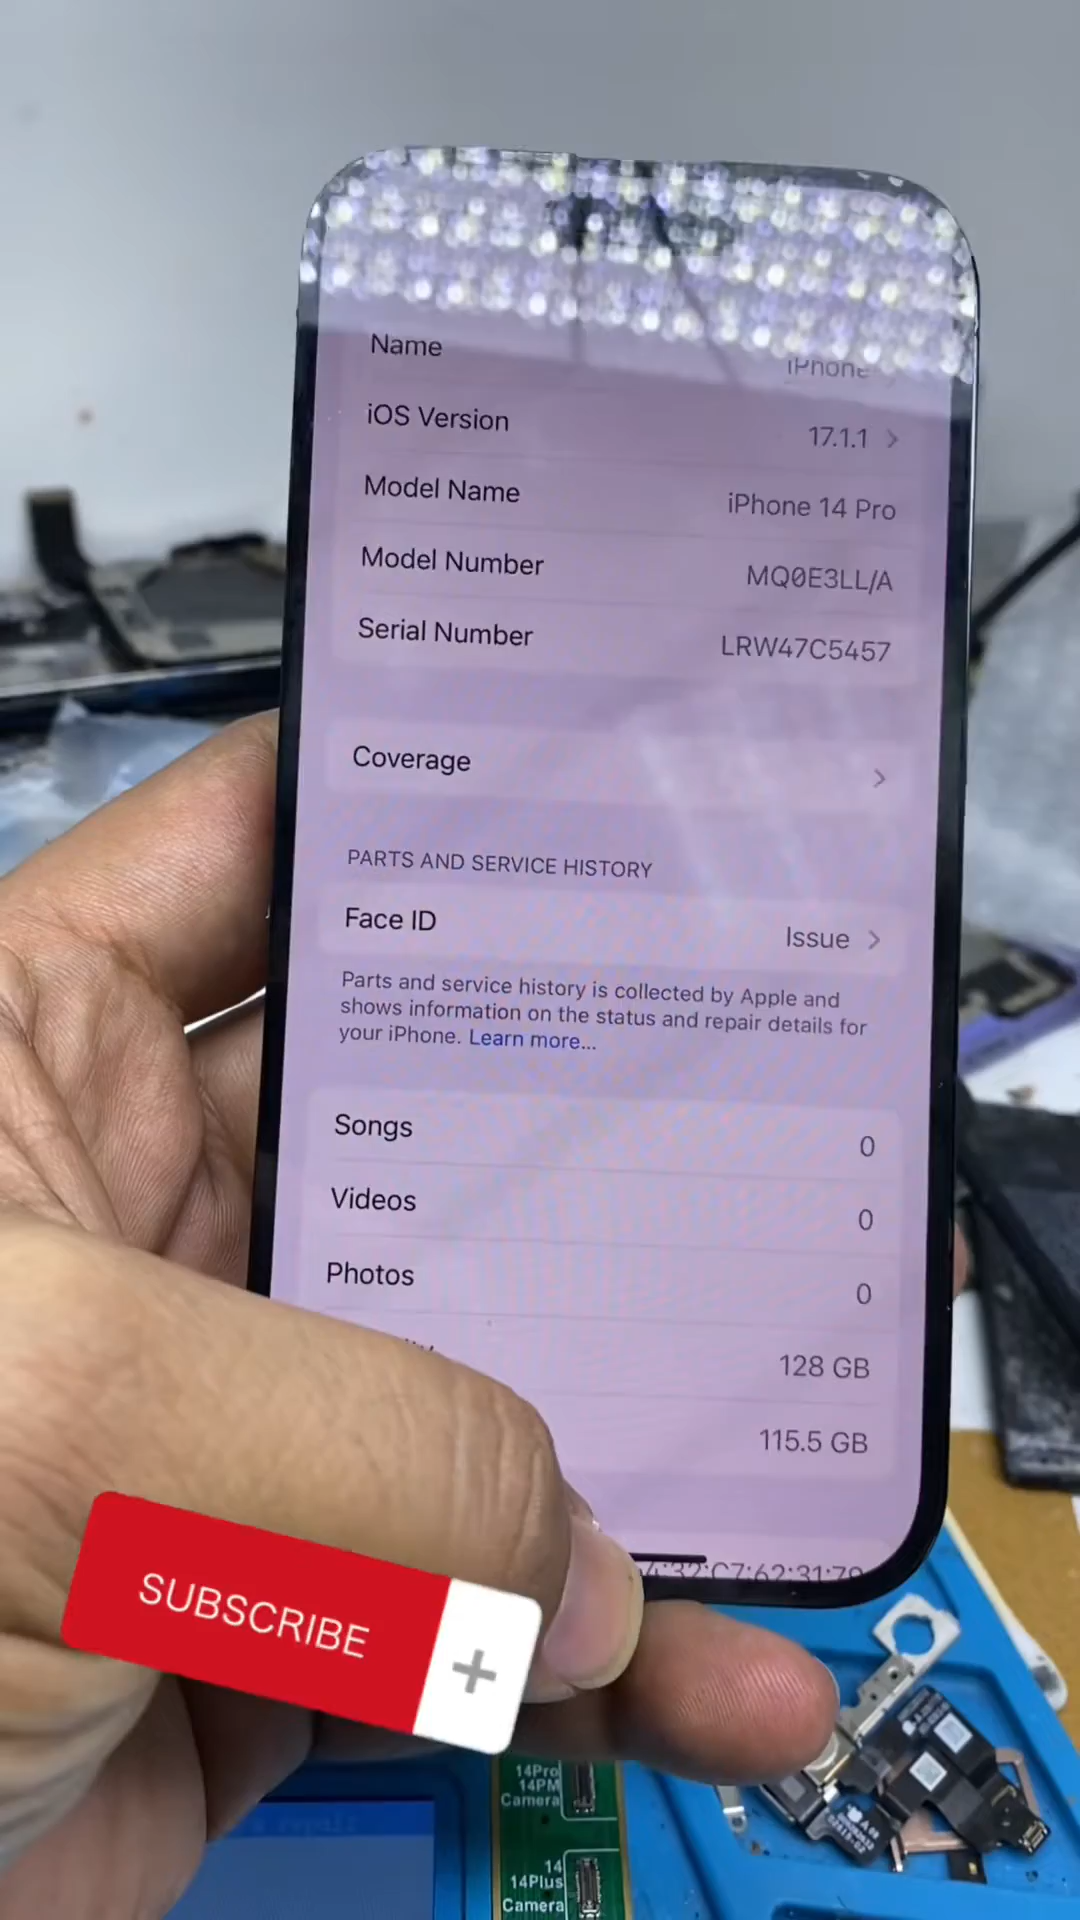 Name
iPhone
iOS Version
17.1.1
Model Name
iPhone 14 Pro
Model Number
MQ0E3LL/A
Serial Number
LRW47C5457
Coverage
PARTS AND SERVICE HISTORY
Face ID
Issue
Parts and service history is collected by Apple and
shows information on the status and repair details for
your iPhone. Learn more...
Songs
0
Videos
0
Photos
0
128 GB
115.5 GB
SUBSCRIBE
+
14Pro
14PM
Camera
14
14Plus
Camera